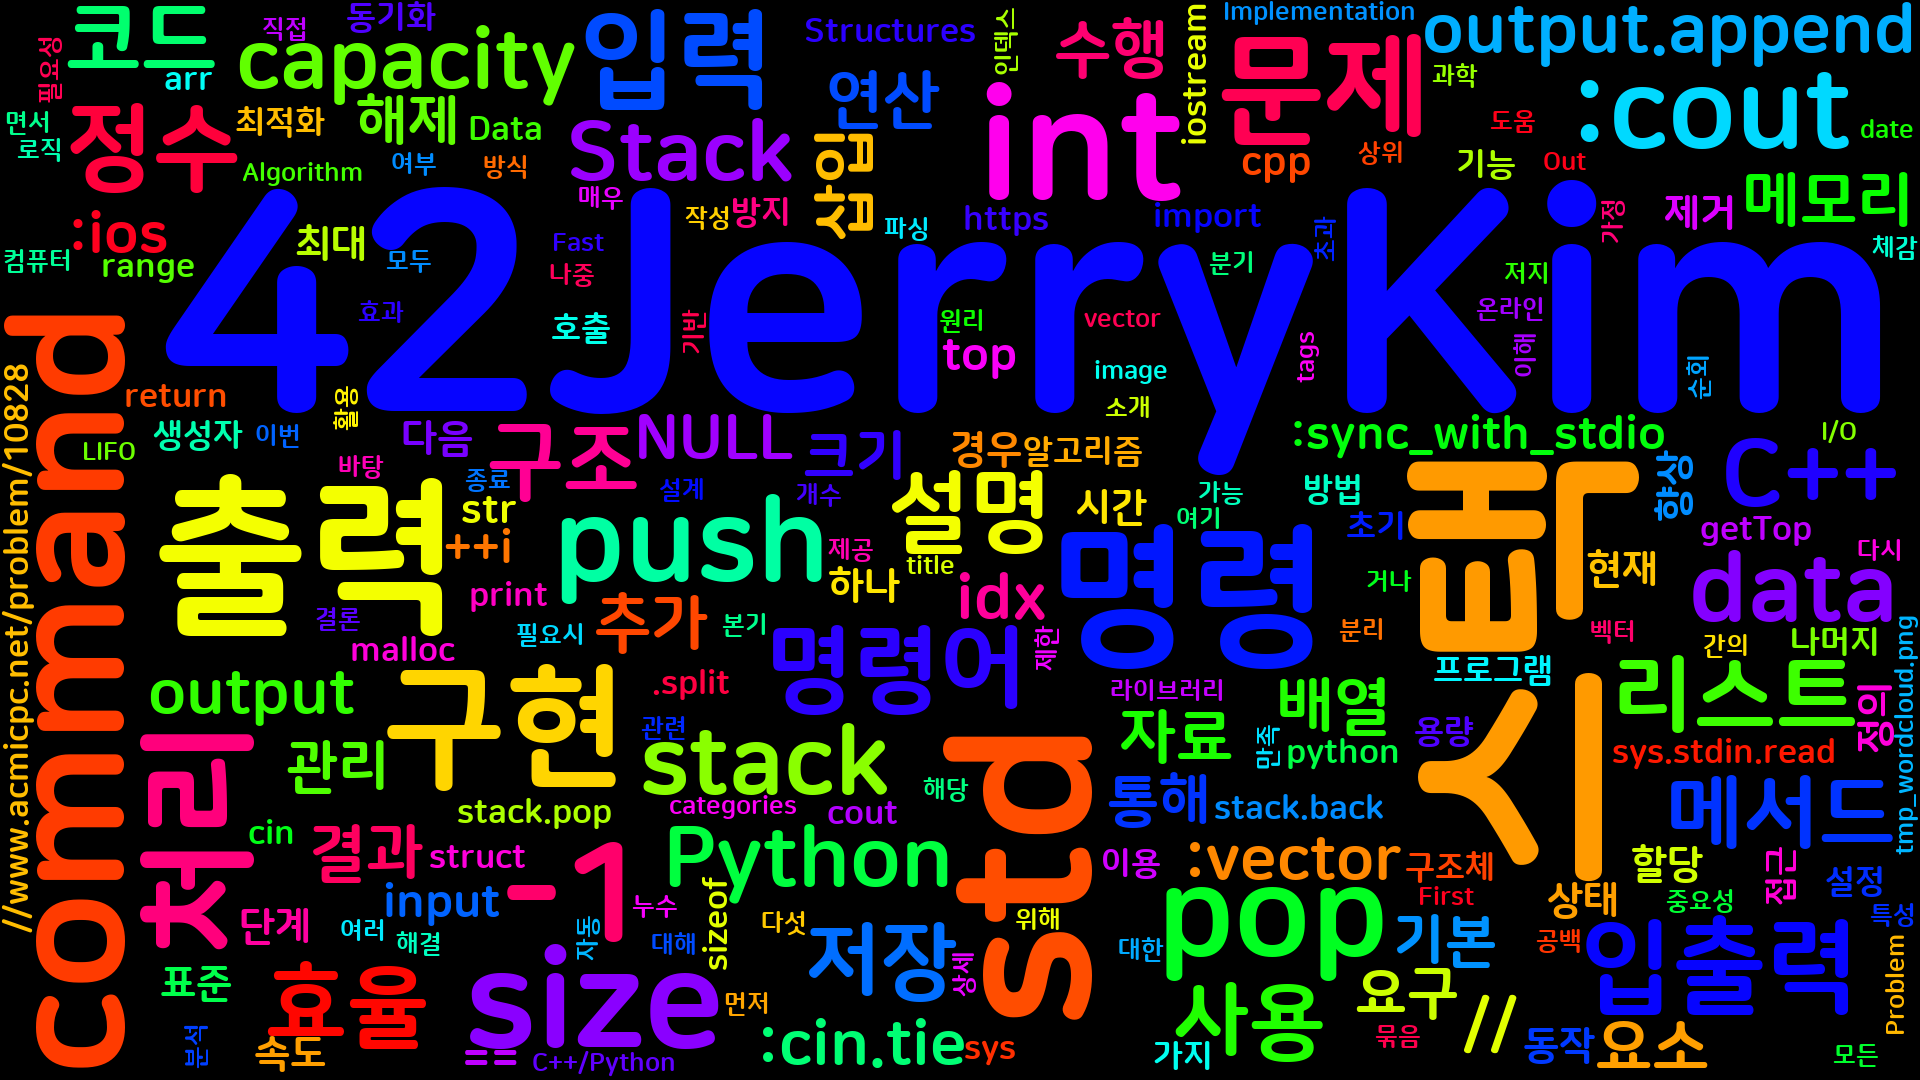 직접
동기화
필요성
코드
arr
capacity
입력
Structures
인덱스
수행
Implementation
output.append
면서
로직
정수
최적화
해제
Data
Stack
연산
삽입
int
iostream
문제
cpp
과학
상위
도움
:cout
date
Algorithm
여부
방식
매우
작성
방지
파싱
https
import
기능
Out
제거
메모리
:ios
range
최대
모두
Fast
나중
분기
초과
가정
저지
체감
컴퓨터
42JerryKim
효과
호출
기반
원리
top
vector
image
소개
tags
온라인
이해
순회
command
//www.acmicpc.net/problem/10828
return
LIFO
생성자
이번
활용
바탕
다음
종료
구조
NULL
설계
크기
개수
경우
알고리즘
:sync_with_stdio
I/O
C++
출력
str
++i
push
제공
설명
title
시간
가능
여기
방법
초기
스택
향상
getTop
현재
다시
print
결론
malloc
필요시
추가
본기
하나
idx
명령
거나
분리
data
벡터
간의
나머지
tmp_wordcloud.png
output
구현
.split
명령어
제한
라이브러리
프로그램
배열
리스트
정의
처리
관리
관련
stack
자료
만족
python
용량
sys.stdin.read
stack.pop
categories
cout
해당
std
통해
stack.back
시
메서드
cin
결과
struct
-1
Python
이용
:vector
구조체
할당
접근
설정
input
단계
여러
해결
자동
누수
대해
sizeof
다섯
위해
pop
First
기본
상태
중요성
특성
공백
표준
효율
size
먼저
저장
상세
대한
사용
요구
입출력
Problem
분석
속도
==
C++/Python
:cin.tie
sys
가지
묶음
//
동작
요소
모든